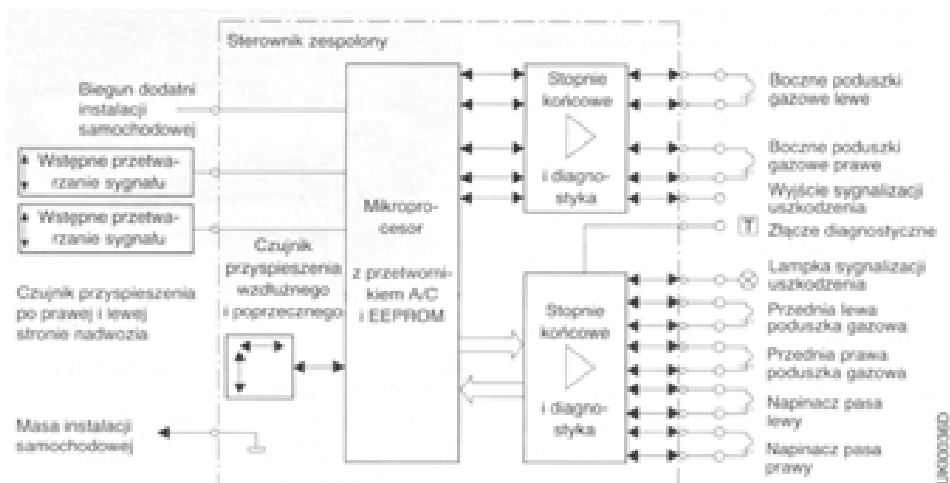 Sterownik zespolony
Biegun dodatni
instalacji
samochodowej
Wstępne przetwa-
rzanie sygnału
Wstępne przetwa-
rzanie sygnału
Czujnik przyspieszenia
po prawej i lewej
stronie nadwozia
Masa instalacji
samochodowej
Czujnik
przyspieszenia
wzdłużnego
i poprzecznego
Mikropro-
cesor
z przetworni-
kiem A/C
i EEPROM
Stopnie
końcowe
i diagno-
styka
Stopnie
końcowe
i diagno-
styka
Boczne poduszki
gazowe lewe
Boczne poduszki
gazowe prawe
Wyjście sygnalizacji
uszkodzenia
T Złącze diagnostyczne
Lampka sygnalizacji
uszkodzenia
Przednia lewa
poduszka gazowa
Przednia prawa
poduszka gazowa
Napinacz pasa
lewy
Napinacz pasa
prawy